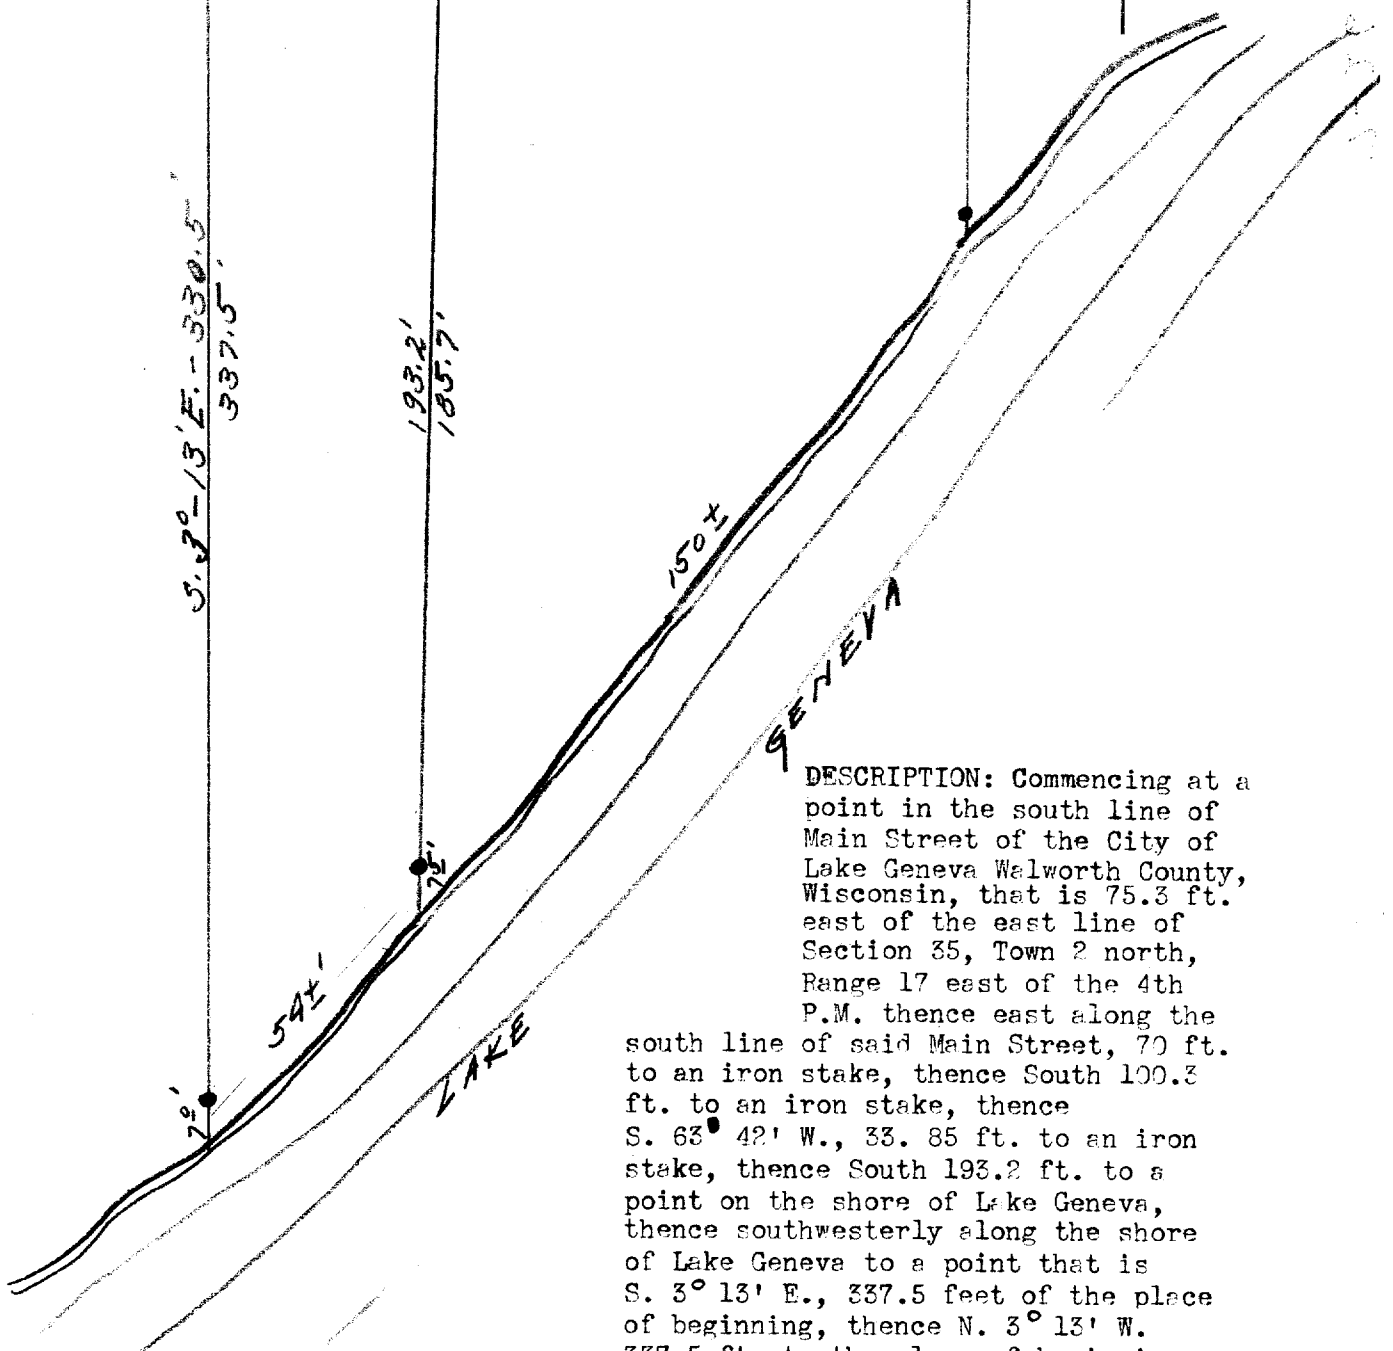 S. 3°-13' E. - 330.5'
337.5'
193.2'
185.7'
150 ±
75'
54±'
70'
LAKE GENEVA
DESCRIPTION: Commencing at a
point in the south line of
Main Street of the City of
Lake Geneva Walworth County,
Wisconsin, that is 75.3 ft.
east of the east line of
Section 35, Town 2 north,
Range 17 east of the 4th
P.M. thence east along the
south line of said Main Street, 70 ft.
to an iron stake, thence South 100.3
ft. to an iron stake, thence
S. 63° 42' W., 33. 85 ft. to an iron
stake, thence South 193.2 ft. to a
point on the shore of Lake Geneva,
thence southwesterly along the shore
of Lake Geneva to a point that is
S. 3° 13' E., 337.5 feet of the place
of beginning, thence N. 3° 13' W.